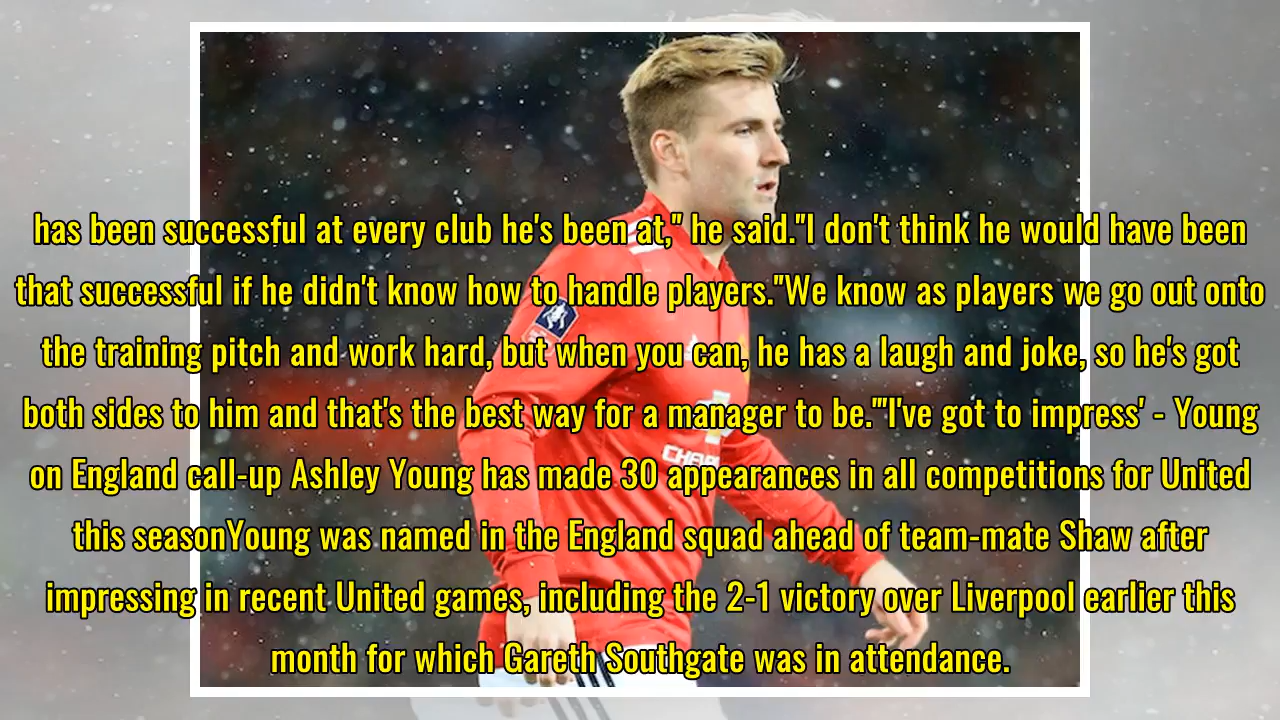 has been successful at every club he's been at," he said."I don't think he would have been
that successful if he didn't know how to handle players."We know as players we go out onto
the training pitch and work hard, but when you can, he has a laugh and joke, so he's got
both sides to him and that's the best way for a manager to be."'I've got to impress' - Young
on England call-up Ashley Young has made 30 appearances in all competitions for United
this seasonYoung was named in the England squad ahead of team-mate Shaw after
impressing in recent United games, including the 2-1 victory over Liverpool earlier this
month for which Gareth Southgate was in attendance.